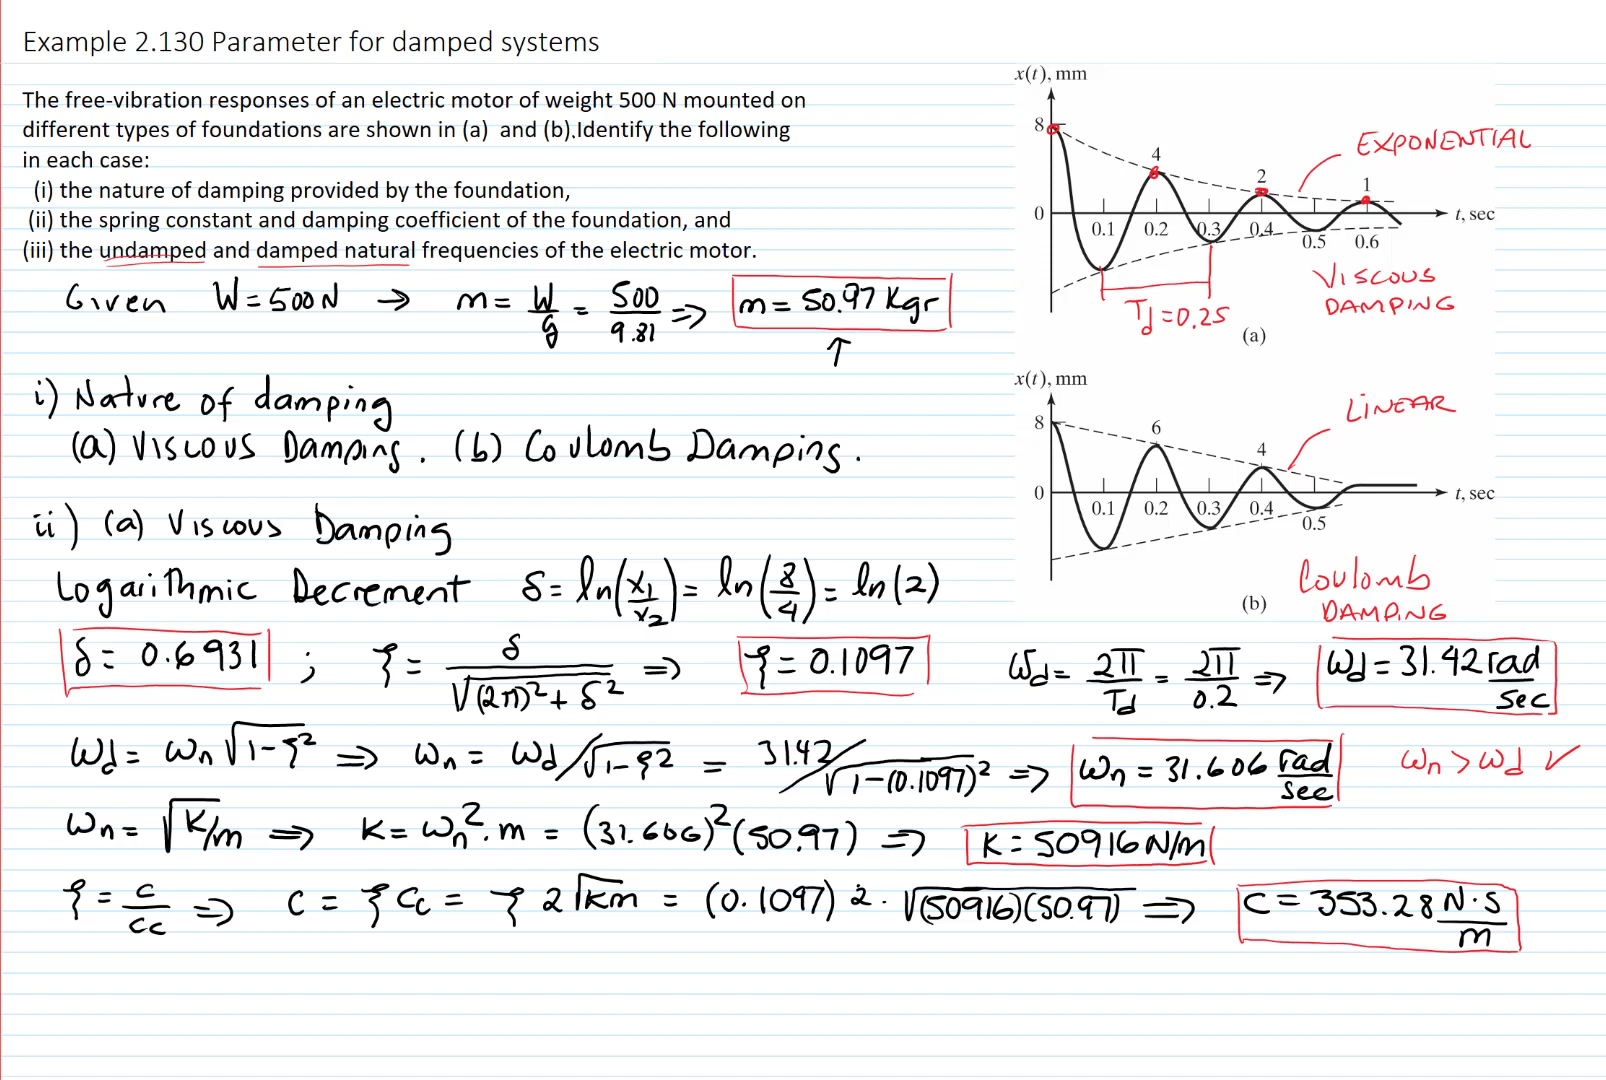 Example 2.130 Parameter for damped systems
The free-vibration responses of an electric motor of weight 500 N mounted on
different types of foundations are shown in (a) and (b).Identify the following
in each case:
(i) the nature of damping provided by the foundation,
(ii) the spring constant and damping coefficient of the foundation, and
(iii) the undamped and damped natural frequencies of the electric motor.
Given W = 500 N → m = W/g = 500/9.81 => m = 50.97 Kgr
↑
i) Nature of damping
(a) Viscous Damping. (b) Coulomb Damping.
ii) (a) Viscous Damping
Logarithmic Decrement δ = ln(x1/x2) = ln(8/4) = ln(2)
δ = 0.6931 ; ζ = δ/√((2π)² + δ²) => ζ = 0.1097
ωd = 2π/Td = 2π/0.2 => ωd = 31.42 rad/sec
ωd = ωn √(1-ζ²) => ωn = ωd/√(1-ζ²) = 31.42/√(1-(0.1097)²) => ωn = 31.606 rad/sec ωn > ωd ✓
ωn = √(K/m) => K = ωn².m = (31.606)²(50.97) => K = 50916 N/m
ζ = c/cc => c = ζ Cc = ζ 2√(km) = (0.1097) 2 · √((50916)(50.97)) => C = 353.28 N·s/m
x(t), mm
8
4
2
1
0
0.1 0.2 0.3 0.4 0.5 0.6
t, sec
EXPONENTIAL
VISCOUS
DAMPING
Td = 0.2s
(a)
x(t), mm
8
6
4
0
0.1 0.2 0.3 0.4 0.5
t, sec
LINEAR
Coulomb
DAMPING
(b)